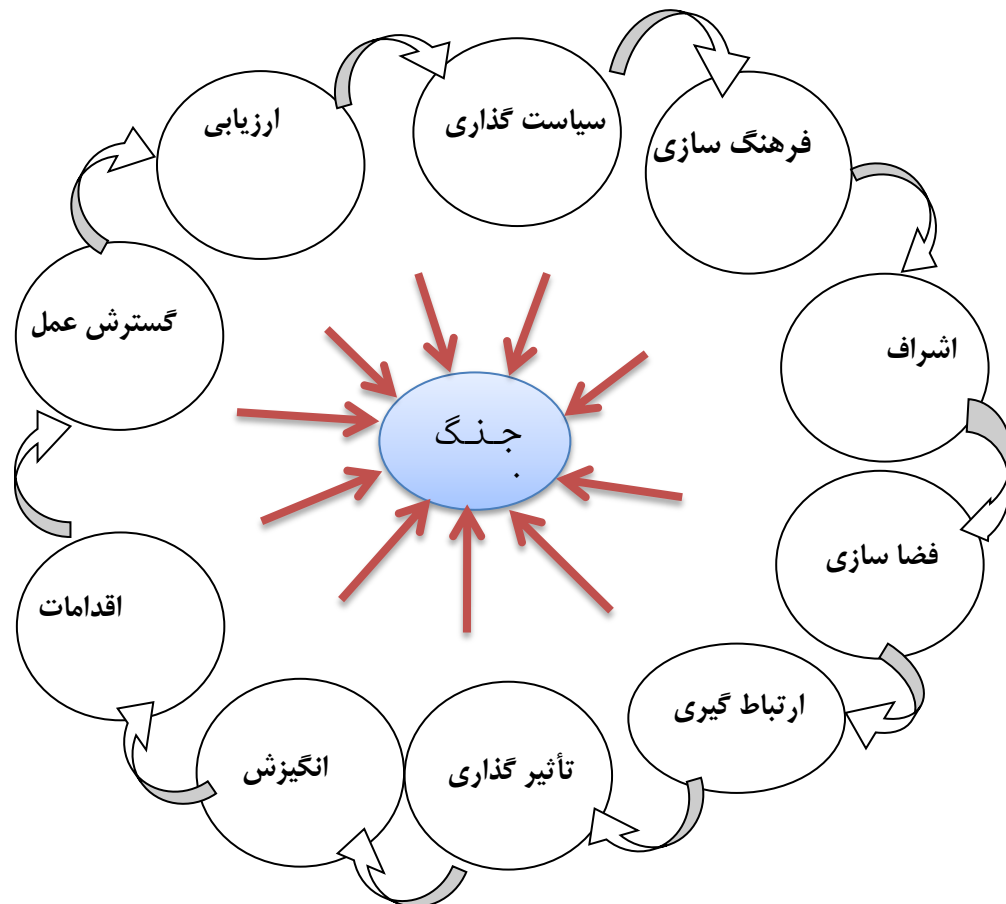 سیاست گذاری
فرهنگ سازی
اشراف
فضا سازی
ارتباط گیری
تأثیر گذاری
انگیزش
اقدامات
گسترش عمل
ارزیابی
جنگ